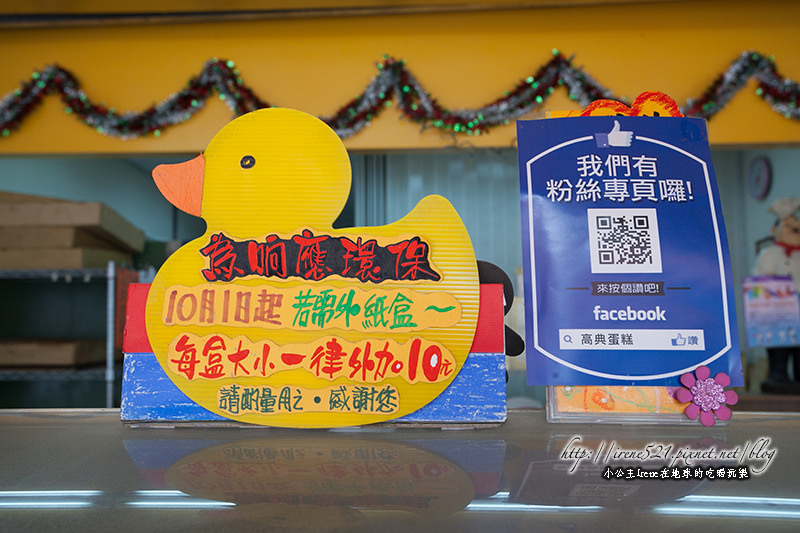 為响應環保
10月1日起 若需外紙盒～
每盒大小一律外加10元
請酌量用之。感謝您
我們有
粉絲專頁囉!
來按個讚吧!
facebook
高典蛋糕 讚
http://irene521.pixnet.net/blog
小公主Irene在地球的吃喝玩樂